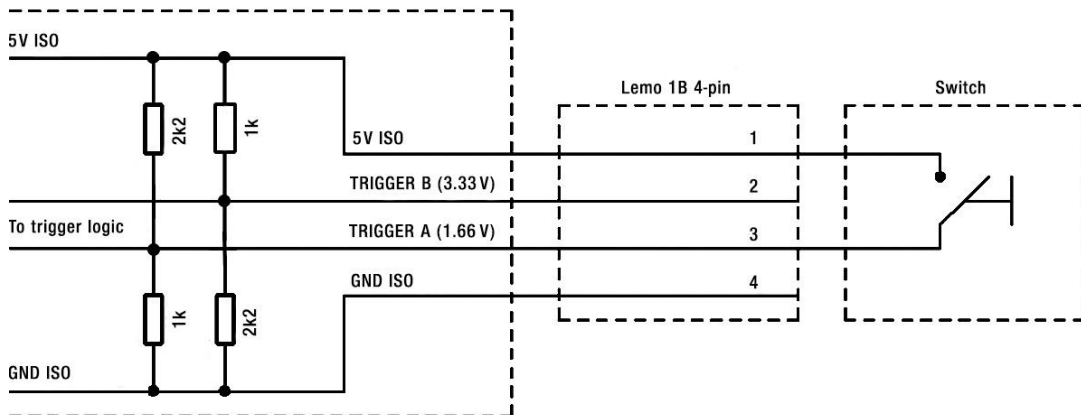 5V ISO
Lemo 1B 4-pin
Switch
2k2
1k
5V ISO
1
TRIGGER B (3.33 V)
2
To trigger logic
TRIGGER A (1.66 V)
3
GND ISO
4
1k
2k2
GND ISO